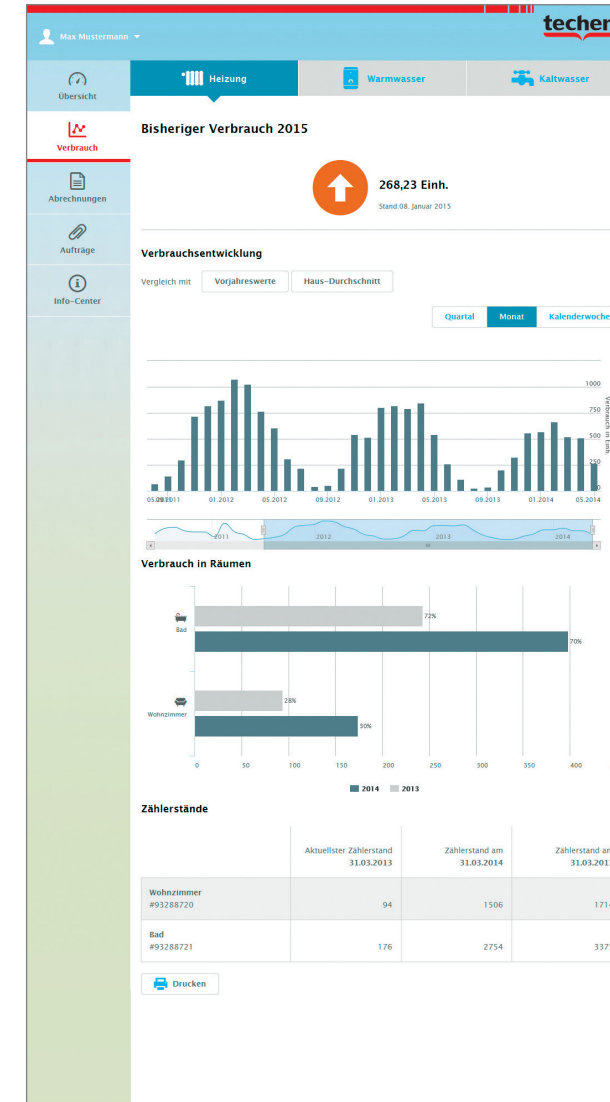 techem
Max Mustermann
Heizung
Warmwasser
Kaltwasser
Übersicht
Verbrauch
Abrechnungen
Aufträge
Info-Center
Bisheriger Verbrauch 2015
268,23 Einh.
Stand:08. Januar 2015
Verbrauchsentwicklung
Vergleich mit Vorjahreswerte Haus-Durchschnitt
Quartal Monat Kalenderwoche
1000
750
500
250
0
Verbrauch in Einh.
01.2012 05.2012 09.2012 01.2013 05.2013 09.2013 01.2014 05.2014
2011 2012 2013 2014
Verbrauch in Räumen
72%
Bad
70%
28%
Wohnzimmer
30%
0 50 100 150 200 250 300 350 400
2014 2013
Zählerstände
Aktuellster Zählerstand Zählerstand am Zählerstand am
31.03.2013 31.03.2014
Wohnzimmer
#93288720 94 1506 1714
Bad
#93288721 176 2754
Drucken